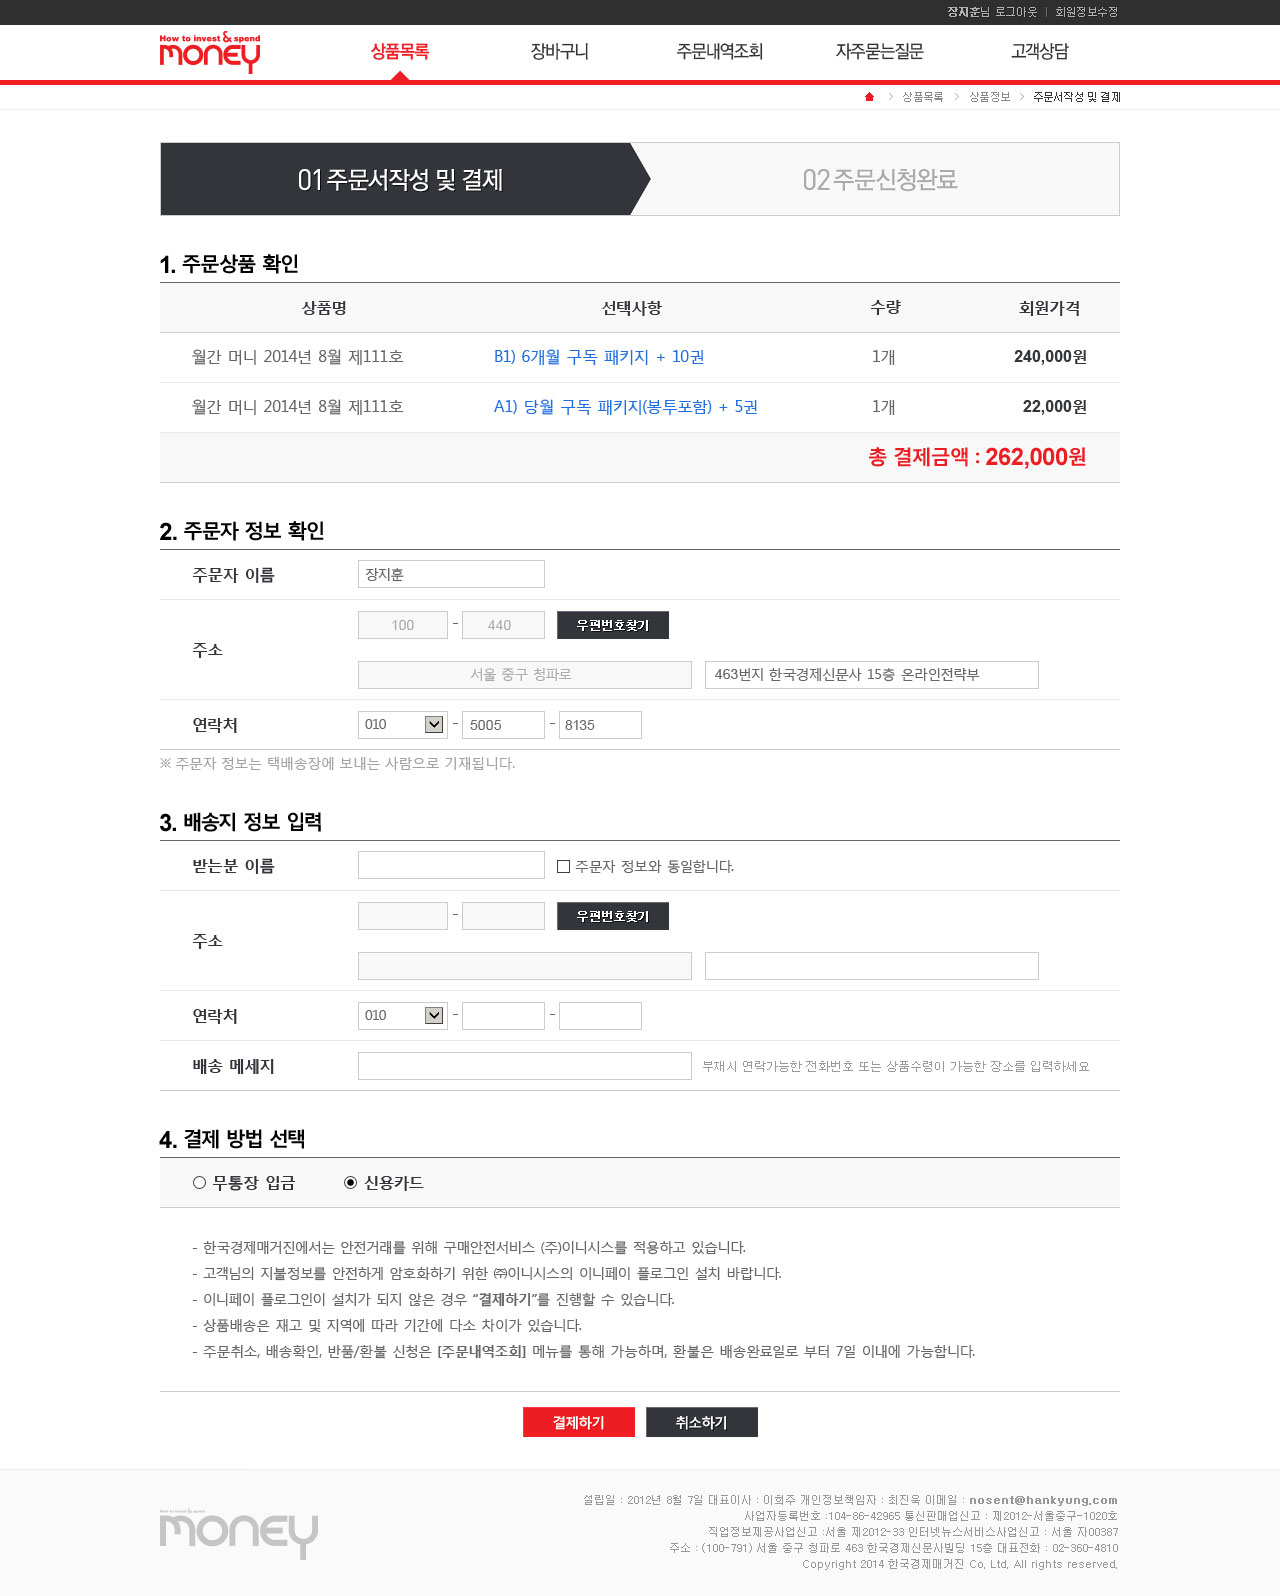 장지훈님 로그아웃 | 회원정보수정
How to invest & spend
money
상품목록 장바구니 주문내역조회 자주묻는질문 고객상담
상품목록 > 상품정보 > 주문서작성 및 결제
01 주문서작성 및 결제 02 주문신청완료
1. 주문상품 확인
상품명 선택사항 수량 회원가격
월간 머니 2014년 8월 제111호 B1) 6개월 구독 패키지 + 10권 1개 240,000원
월간 머니 2014년 8월 제111호 A1) 당월 구독 패키지(봉투포함) + 5권 1개 22,000원
총 결제금액 : 262,000원
2. 주문자 정보 확인
주문자 이름 장지훈
주소 100 - 440 우편번호찾기
서울 중구 청파로 463번지 한국경제신문사 15층 온라인전략부
연락처 010 - 5005 - 8135
※ 주문자 정보는 택배송장에 보내는 사람으로 기재됩니다.
3. 배송지 정보 입력
받는분 이름 주문자 정보와 동일합니다.
주소 - 우편번호찾기
연락처 010 - -
배송 메세지 부재시 연락가능한 전화번호 또는 상품수령이 가능한 장소를 입력하세요
4. 결제 방법 선택
무통장 입금 신용카드
- 한국경제매거진에서는 안전거래를 위해 구매안전서비스 (주)이니시스를 적용하고 있습니다.
- 고객님의 지불정보를 안전하게 암호화하기 위한 ㈜이니시스의 이니페이 플로그인 설치 바랍니다.
- 이니페이 플로그인이 설치가 되지 않은 경우 “결제하기”를 진행할 수 있습니다.
- 상품배송은 재고 및 지역에 따라 기간에 다소 차이가 있습니다.
- 주문취소, 배송확인, 반품/환불 신청은 [주문내역조회] 메뉴를 통해 가능하며, 환불은 배송완료일로 부터 7일 이내에 가능합니다.
결제하기 취소하기
How to invest & spend
money
설립일 : 2012년 8월 7일 대표이사 : 이희주 개인정보책임자 : 최진욱 이메일 : nosent@hankyung.com
사업자등록번호 :104-86-42965 통신판매업신고 : 제2012-서울중구-1020호
직업정보제공사업신고 :서울 제2012-33 인터넷뉴스서비스사업신고 : 서울 자00387
주소 : (100-791) 서울 중구 청파로 463 한국경제신문사빌딩 15층 대표전화 : 02-360-4810
Copyright 2014 한국경제매거진 Co, Ltd, All rights reserved,